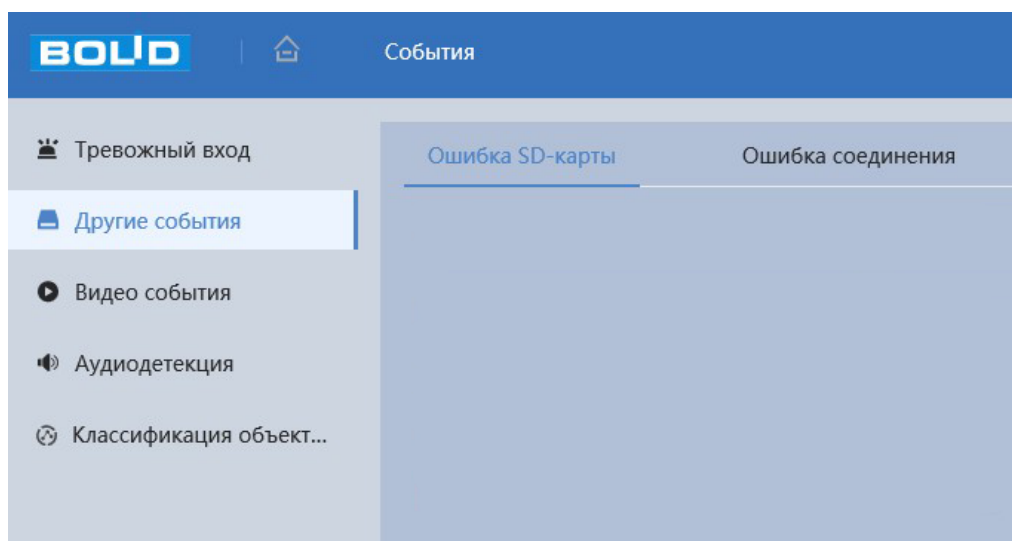 BOLID
События
Тревожный вход
Ошибка SD-карты
Ошибка соединения
Другие события
Видео события
Аудиодетекция
Классификация объект...